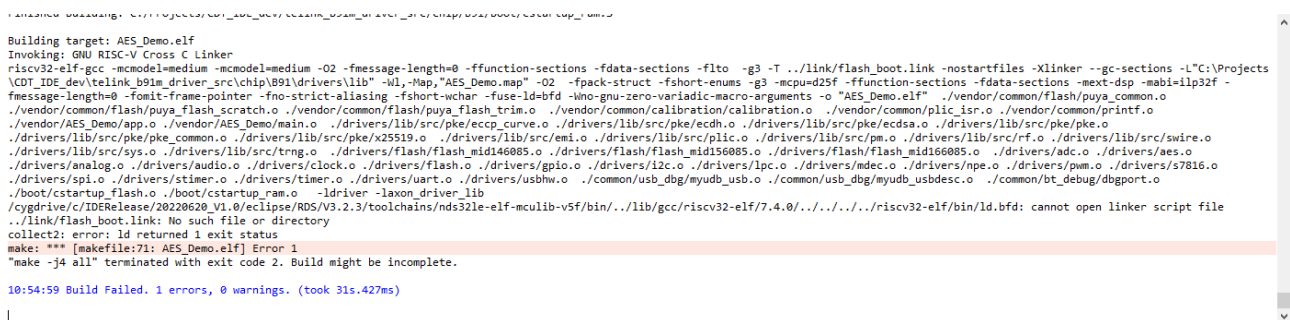 Finished building: C:/Projects/CDT_IDE_dev/telink_b91m_driver_src/chip/B91/boot/cstartup_ram.S
Building target: AES_Demo.elf
Invoking: GNU RISC-V Cross C Linker
riscv32-elf-gcc -mcmodel=medium -mcmodel=medium -O2 -fmessage-length=0 -ffunction-sections -fdata-sections -flto  -g3 -T ../link/flash_boot.link -nostartfiles -Xlinker --gc-sections -L"C:\Projects
\CDT_IDE_dev\telink_b91m_driver_src\chip\B91\drivers\lib" -Wl,-Map,"AES_Demo.map" -O2  -fpack-struct -fshort-enums -g3 -mcpu=d25f -ffunction-sections -fdata-sections -mext-dsp -mabi=ilp32f -
fmessage-length=0 -fomit-frame-pointer -fno-strict-aliasing -fshort-wchar -fuse-ld=bfd -Wno-gnu-zero-variadic-macro-arguments -o "AES_Demo.elf"  ./vendor/common/flash/puya_common.o
./vendor/common/flash/puya_flash_scratch.o ./vendor/common/flash/puya_flash_trim.o  ./vendor/common/calibration/calibration.o  ./vendor/common/plic_isr.o ./vendor/common/printf.o
./vendor/AES_Demo/app.o ./vendor/AES_Demo/main.o  ./drivers/lib/src/pke/eccp_curve.o ./drivers/lib/src/pke/ecdh.o ./drivers/lib/src/pke/ecdsa.o ./drivers/lib/src/pke/pke.o
./drivers/lib/src/pke/pke_common.o ./drivers/lib/src/pke/x25519.o  ./drivers/lib/src/emi.o ./drivers/lib/src/plic.o ./drivers/lib/src/pm.o ./drivers/lib/src/rf.o ./drivers/lib/src/swire.o
./drivers/lib/src/sys.o ./drivers/lib/src/trng.o  ./drivers/flash/flash_mid146085.o ./drivers/flash/flash_mid156085.o ./drivers/flash/flash_mid166085.o  ./drivers/adc.o ./drivers/aes.o
./drivers/analog.o ./drivers/audio.o ./drivers/clock.o ./drivers/flash.o ./drivers/gpio.o ./drivers/i2c.o ./drivers/lpc.o ./drivers/mdec.o ./drivers/npe.o ./drivers/pwm.o ./drivers/s7816.o
./drivers/spi.o ./drivers/stimer.o ./drivers/timer.o ./drivers/uart.o ./drivers/usbhw.o  ./common/usb_dbg/myudb_usb.o ./common/usb_dbg/myudb_usbdesc.o  ./common/bt_debug/dbgport.o
./boot/cstartup_flash.o ./boot/cstartup_ram.o   -ldriver -laxon_driver_lib
/cygdrive/c/IDERelease/20220620_V1.0/eclipse/RDS/V3.2.3/toolchains/nds32le-elf-mculib-v5f/bin/../lib/gcc/riscv32-elf/7.4.0/../../../../riscv32-elf/bin/ld.bfd: cannot open linker script file
../link/flash_boot.link: No such file or directory
collect2: error: ld returned 1 exit status
make: *** [makefile:71: AES_Demo.elf] Error 1
"make -j4 all" terminated with exit code 2. Build might be incomplete.
10:54:59 Build Failed. 1 errors, 0 warnings. (took 31s.427ms)